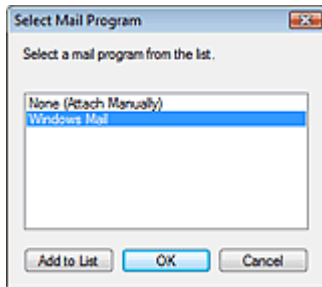 Select Mail Program
Select a mail program from the list.
None (Attach Manually)
Windows Mail
Add to List
OK
Cancel